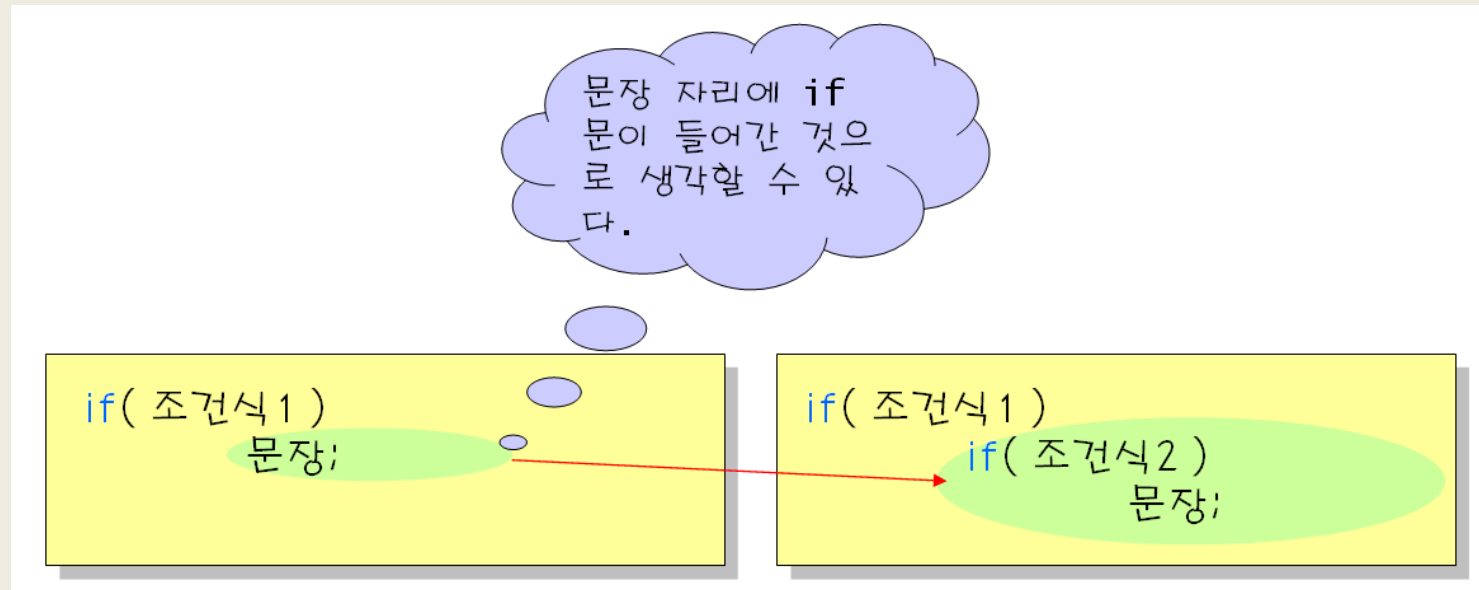 문장 자리에 if
문이 들어간 것으
로 생각할 수 있
다.
if( 조건식1 )
문장;
if( 조건식1 )
if( 조건식2 )
문장;